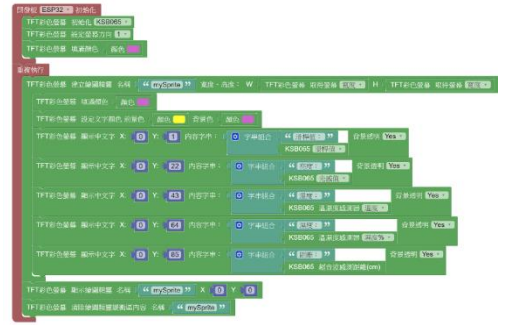 開發板 ESP32 初始化
TFT彩色螢幕 初始化 KSB065
TFT彩色螢幕 設定螢幕方向 1
TFT彩色螢幕 填滿顏色 顏色
重複執行
TFT彩色螢幕 建立繪圖精靈 名稱 “ mySprite ” 寬度、高度: W TFT彩色螢幕 取得螢幕 寬度 H TFT彩色螢幕 取得螢幕
TFT彩色螢幕 填滿顏色 顏色
TFT彩色螢幕 設定文字顏色 前景色 顏色 背景色 顏色
TFT彩色螢幕 顯示中文字 X: 0 Y: 1 內容字串: 字串組合 “ ” 背景透明 Yes
KSB065
TFT彩色螢幕 顯示中文字 X: 0 Y: 22 內容字串: 字串組合 “ ” 背景透明 Yes
KSB065
TFT彩色螢幕 顯示中文字 X: 0 Y: 43 內容字串: 字串組合 “ 溫度: ” 背景透明 Yes
KSB065 溫濕度感測器 溫度
TFT彩色螢幕 顯示中文字 X: 0 Y: 64 內容字串: 字串組合 “ 濕度: ” 背景透明 Yes
KSB065 溫濕度感測器 濕度%
TFT彩色螢幕 顯示中文字 X: 0 Y: 85 內容字串: 字串組合 “ 距離: ” 背景透明 Yes
KSB065 超音波感測距離(cm)
TFT彩色螢幕 顯示繪圖精靈 名稱 “ mySprite ” X 0 Y 0
TFT彩色螢幕 清除繪圖精靈 “ mySprite ”